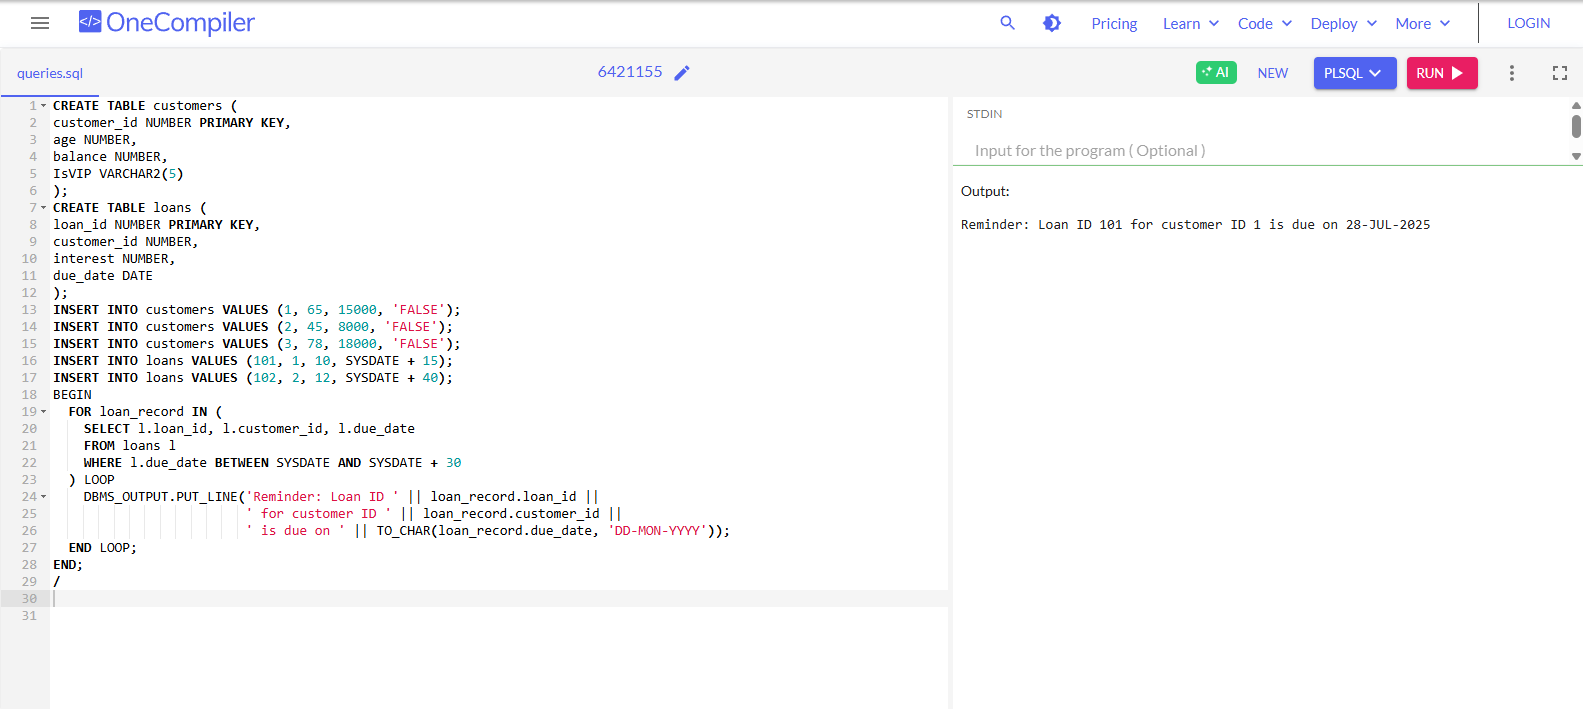 </> OneCompiler
Pricing Learn Code Deploy More LOGIN
queries.sql
6421155
AI NEW PLSQL RUN
1 CREATE TABLE customers (
2 customer_id NUMBER PRIMARY KEY,
3 age NUMBER,
4 balance NUMBER,
5 IsVIP VARCHAR2(5)
6 );
7 CREATE TABLE loans (
8 loan_id NUMBER PRIMARY KEY,
9 customer_id NUMBER,
10 interest NUMBER,
11 due_date DATE
12 );
13 INSERT INTO customers VALUES (1, 65, 15000, 'FALSE');
14 INSERT INTO customers VALUES (2, 45, 8000, 'FALSE');
15 INSERT INTO customers VALUES (3, 78, 18000, 'FALSE');
16 INSERT INTO loans VALUES (101, 1, 10, SYSDATE + 15);
17 INSERT INTO loans VALUES (102, 2, 12, SYSDATE + 40);
18 BEGIN
19   FOR loan_record IN (
20     SELECT l.loan_id, l.customer_id, l.due_date
21     FROM loans l
22     WHERE l.due_date BETWEEN SYSDATE AND SYSDATE + 30
23   ) LOOP
24     DBMS_OUTPUT.PUT_LINE('Reminder: Loan ID ' || loan_record.loan_id ||
25                          ' for customer ID ' || loan_record.customer_id ||
26                          ' is due on ' || TO_CHAR(loan_record.due_date, 'DD-MON-YYYY'));
27   END LOOP;
28 END;
29 /
30
31
STDIN
Input for the program ( Optional )
Output:
Reminder: Loan ID 101 for customer ID 1 is due on 28-JUL-2025